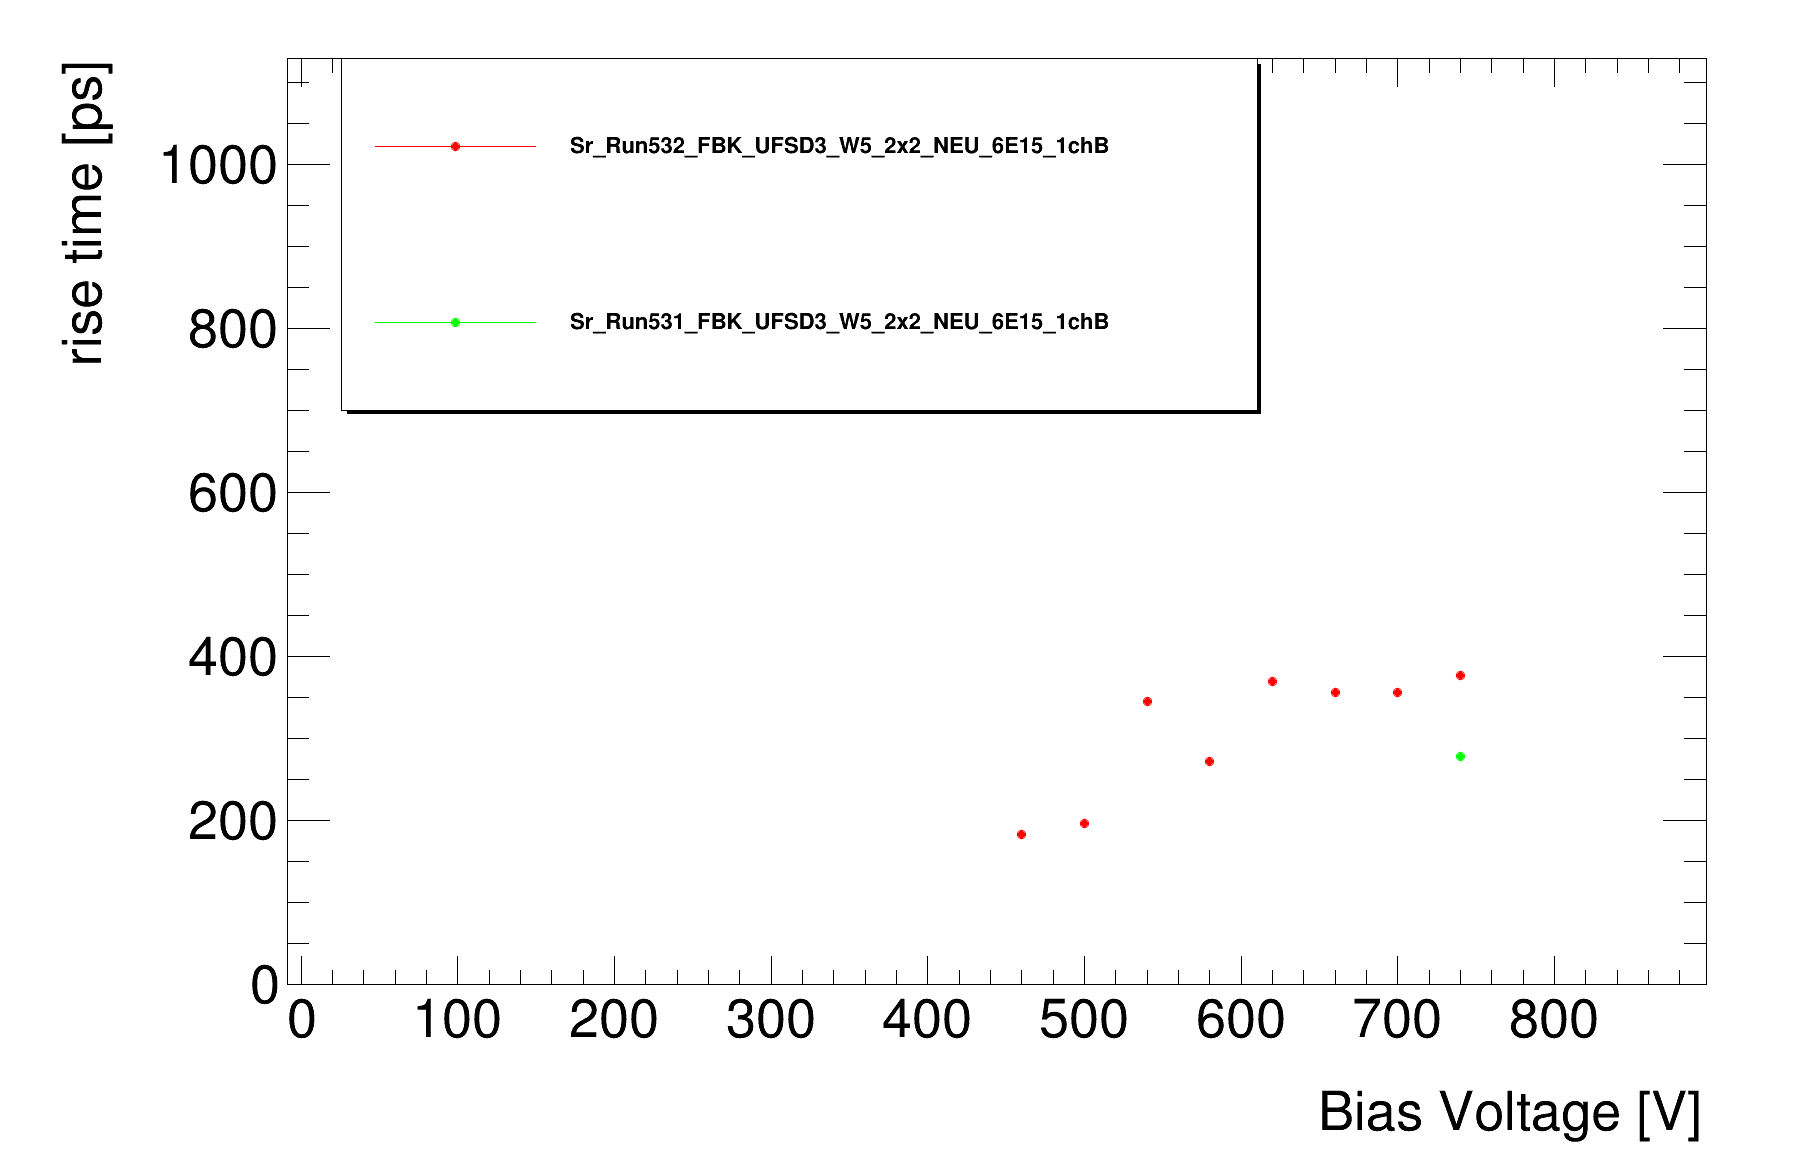 rise time [ps]
1000
800
600
400
200
0
Sr_Run532_FBK_UFSD3_W5_2x2_NEU_6E15_1chB
Sr_Run531_FBK_UFSD3_W5_2x2_NEU_6E15_1chB
0 100 200 300 400 500 600 700 800
Bias Voltage [V]